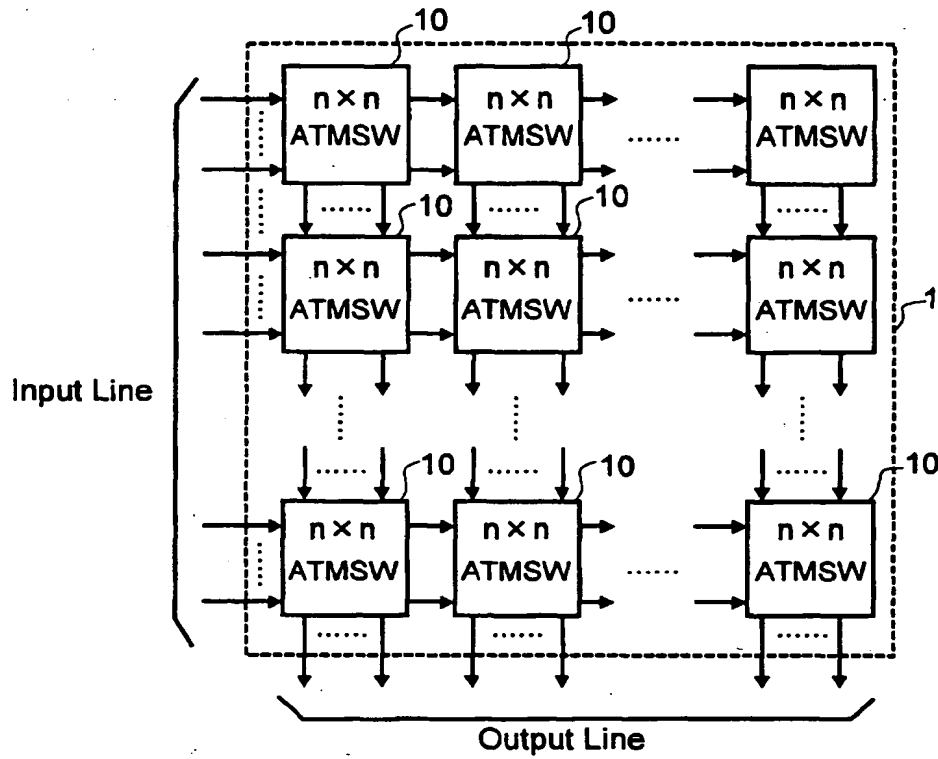 10 10
n × n n × n n × n
ATMSW ATMSW ATMSW
10 10
n × n n × n n × n
ATMSW ATMSW ATMSW
1
Input Line
10 10 10
n × n n × n n × n
ATMSW ATMSW ATMSW
Output Line